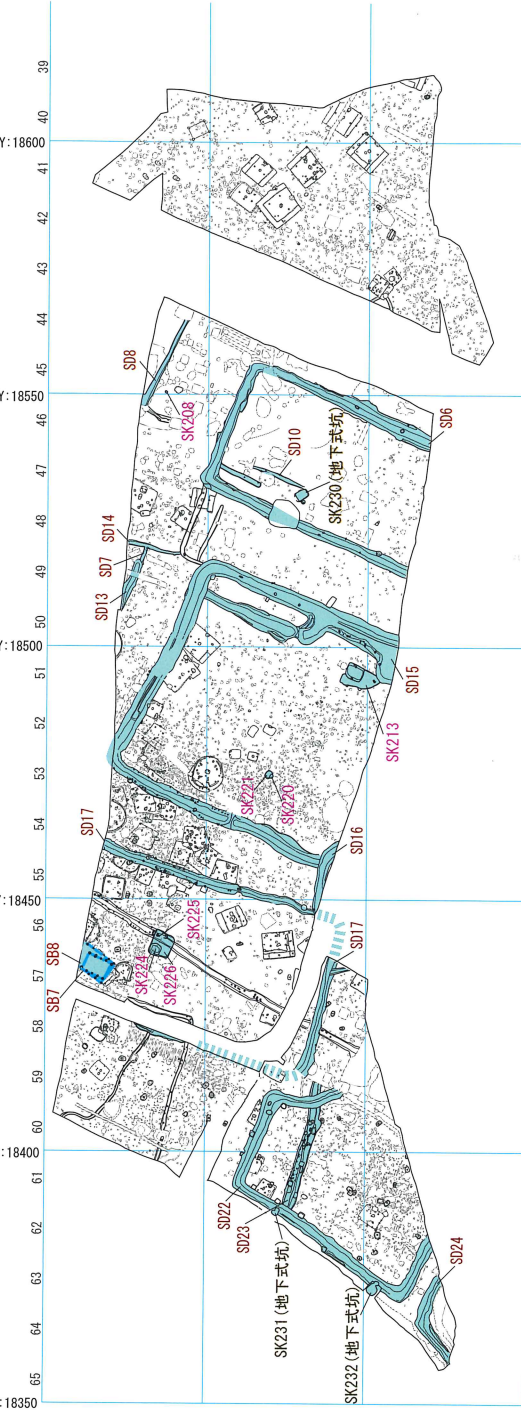 39
40
Y:18600
41
42
43
44
45
SD8
Y:18550
46
SK208
SD6
47
SD10
SK230(地下式坑)
48
SD14
SD7
49
SD13
50
Y:18500
51
SD15
SK213
52
53
SK221
SK220
54
SD17
SD16
55
Y:18450
56
SK225
SB8
SK224
SK226
SD17
57
SB7
58
59
60
:18400
61
SD22
SD23
62
SK231(地下式坑)
SD24
63
SK232(地下式坑)
64
65
:18350